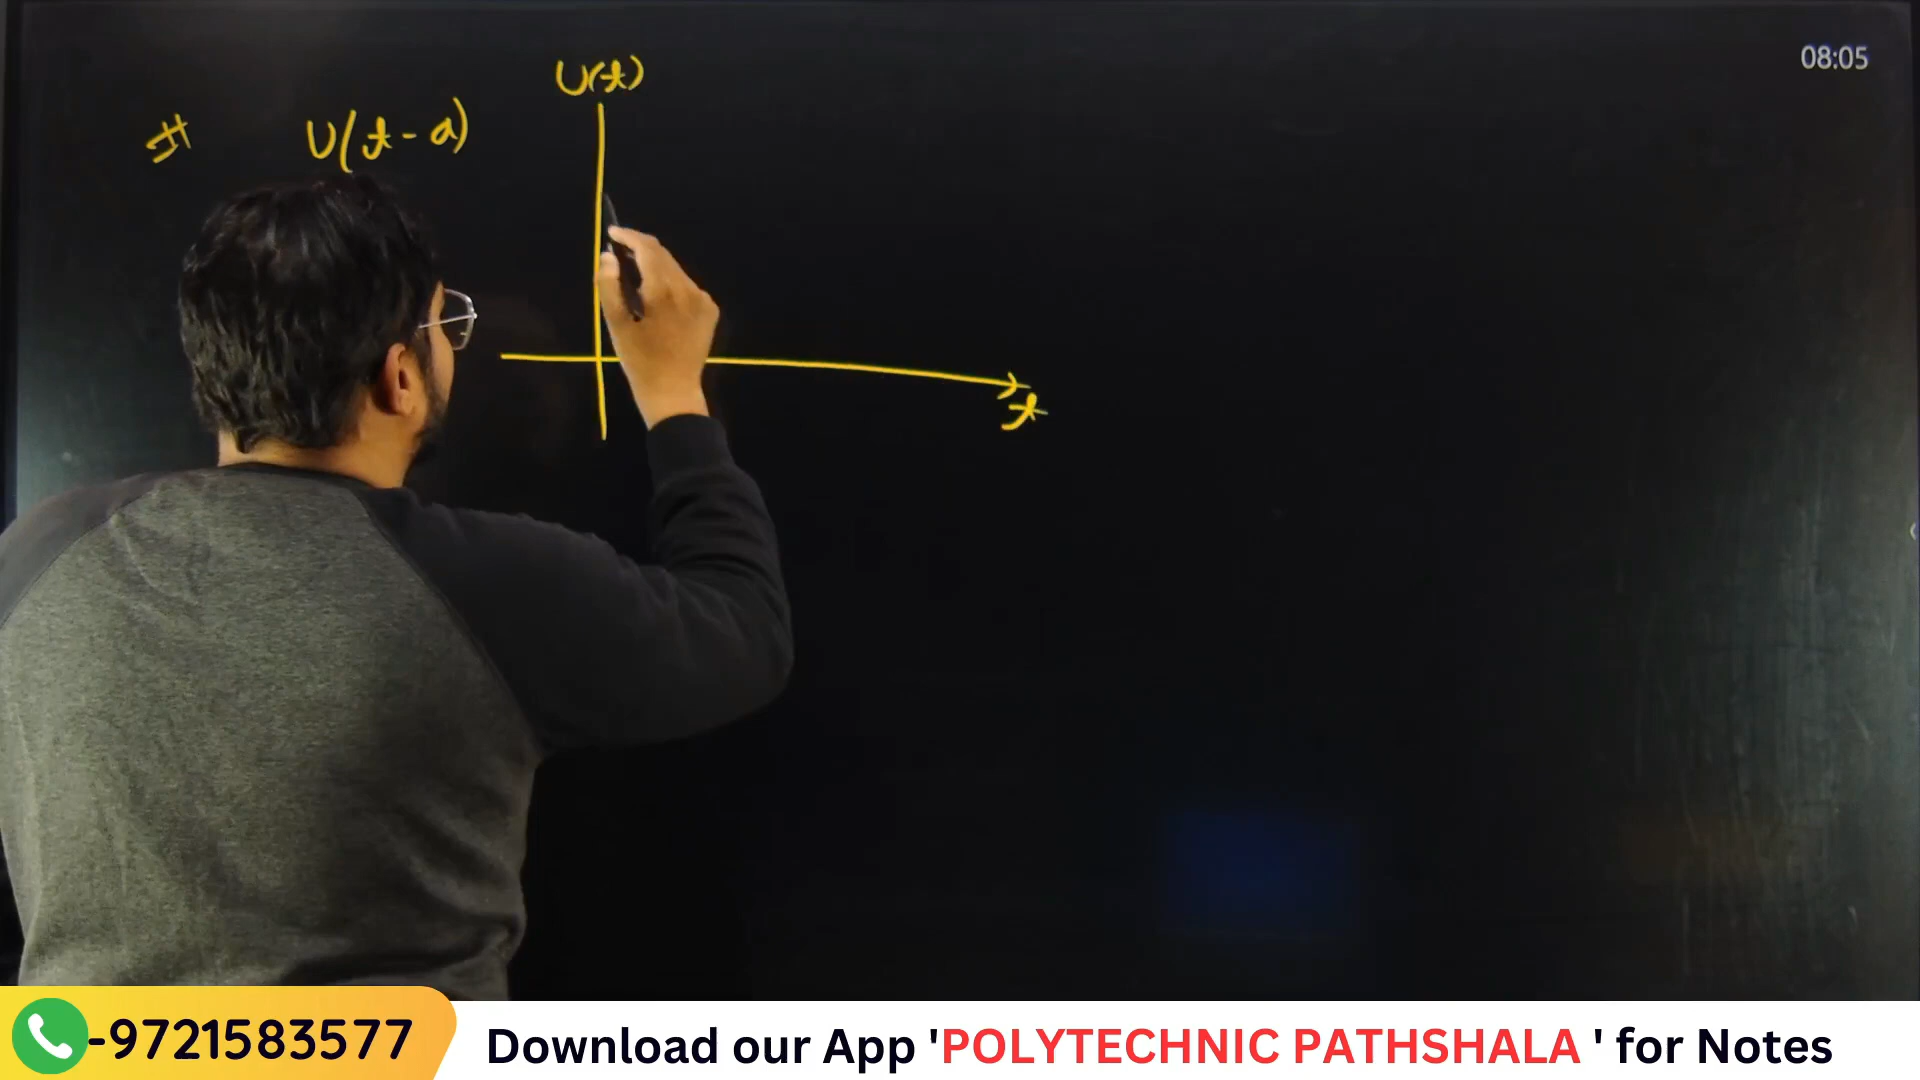 08:05
U(t)
# U(t-a)
t
-9721583577
Download our App 'POLYTECHNIC PATHSHALA ' for Notes